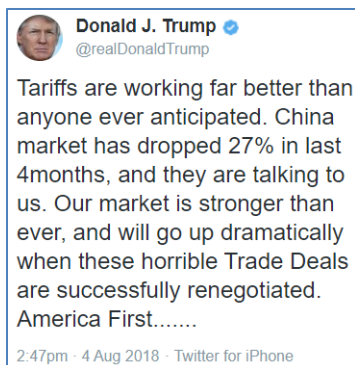 Donald J. Trump
@realDonaldTrump
Tariffs are working far better than
anyone ever anticipated. China
market has dropped 27% in last
4months, and they are talking to
us. Our market is stronger than
ever, and will go up dramatically
when these horrible Trade Deals
are successfully renegotiated.
America First.......
2:47pm · 4 Aug 2018 · Twitter for iPhone